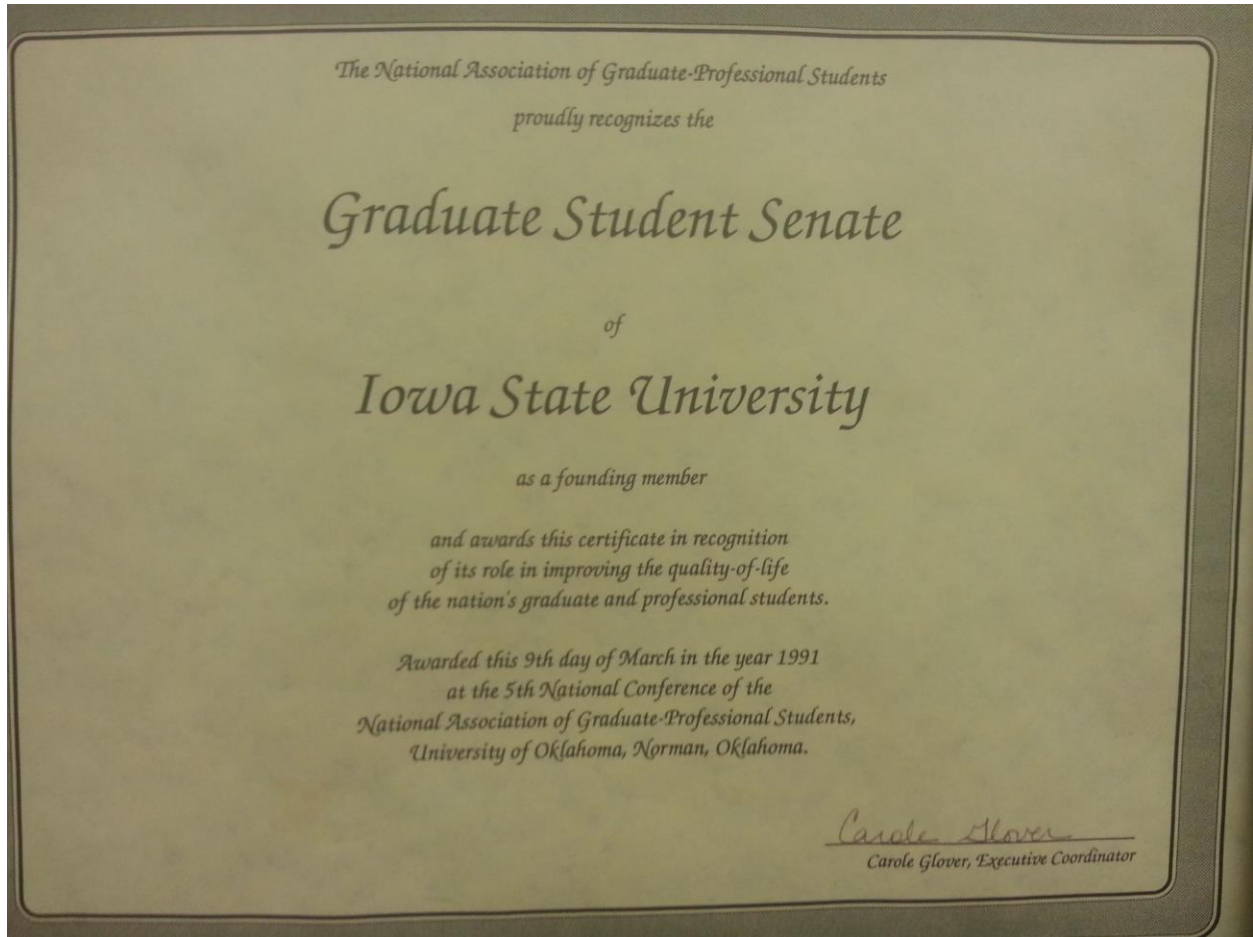 The National Association of Graduate-Professional Students
proudly recognizes the
Graduate Student Senate
of
Iowa State University
as a founding member
and awards this certificate in recognition
of its role in improving the quality-of-life
of the nation's graduate and professional students.
Awarded this 9th day of March in the year 1991
at the 5th National Conference of the
National Association of Graduate-Professional Students,
University of Oklahoma, Norman, Oklahoma.
Carole Glover
Carole Glover, Executive Coordinator